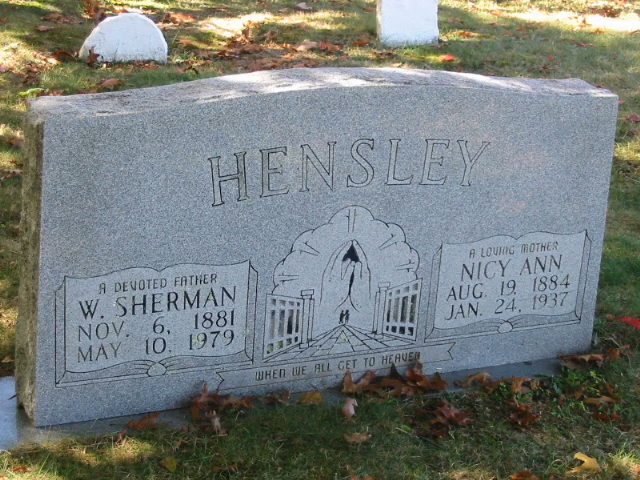 HENSLEY
A DEVOTED FATHER
W. SHERMAN
NOV. 6, 1881
MAY 10, 1979
A LOVING MOTHER
NICY ANN
AUG. 19, 1884
JAN. 24, 1937
WHEN WE ALL GET TO HEAVEN